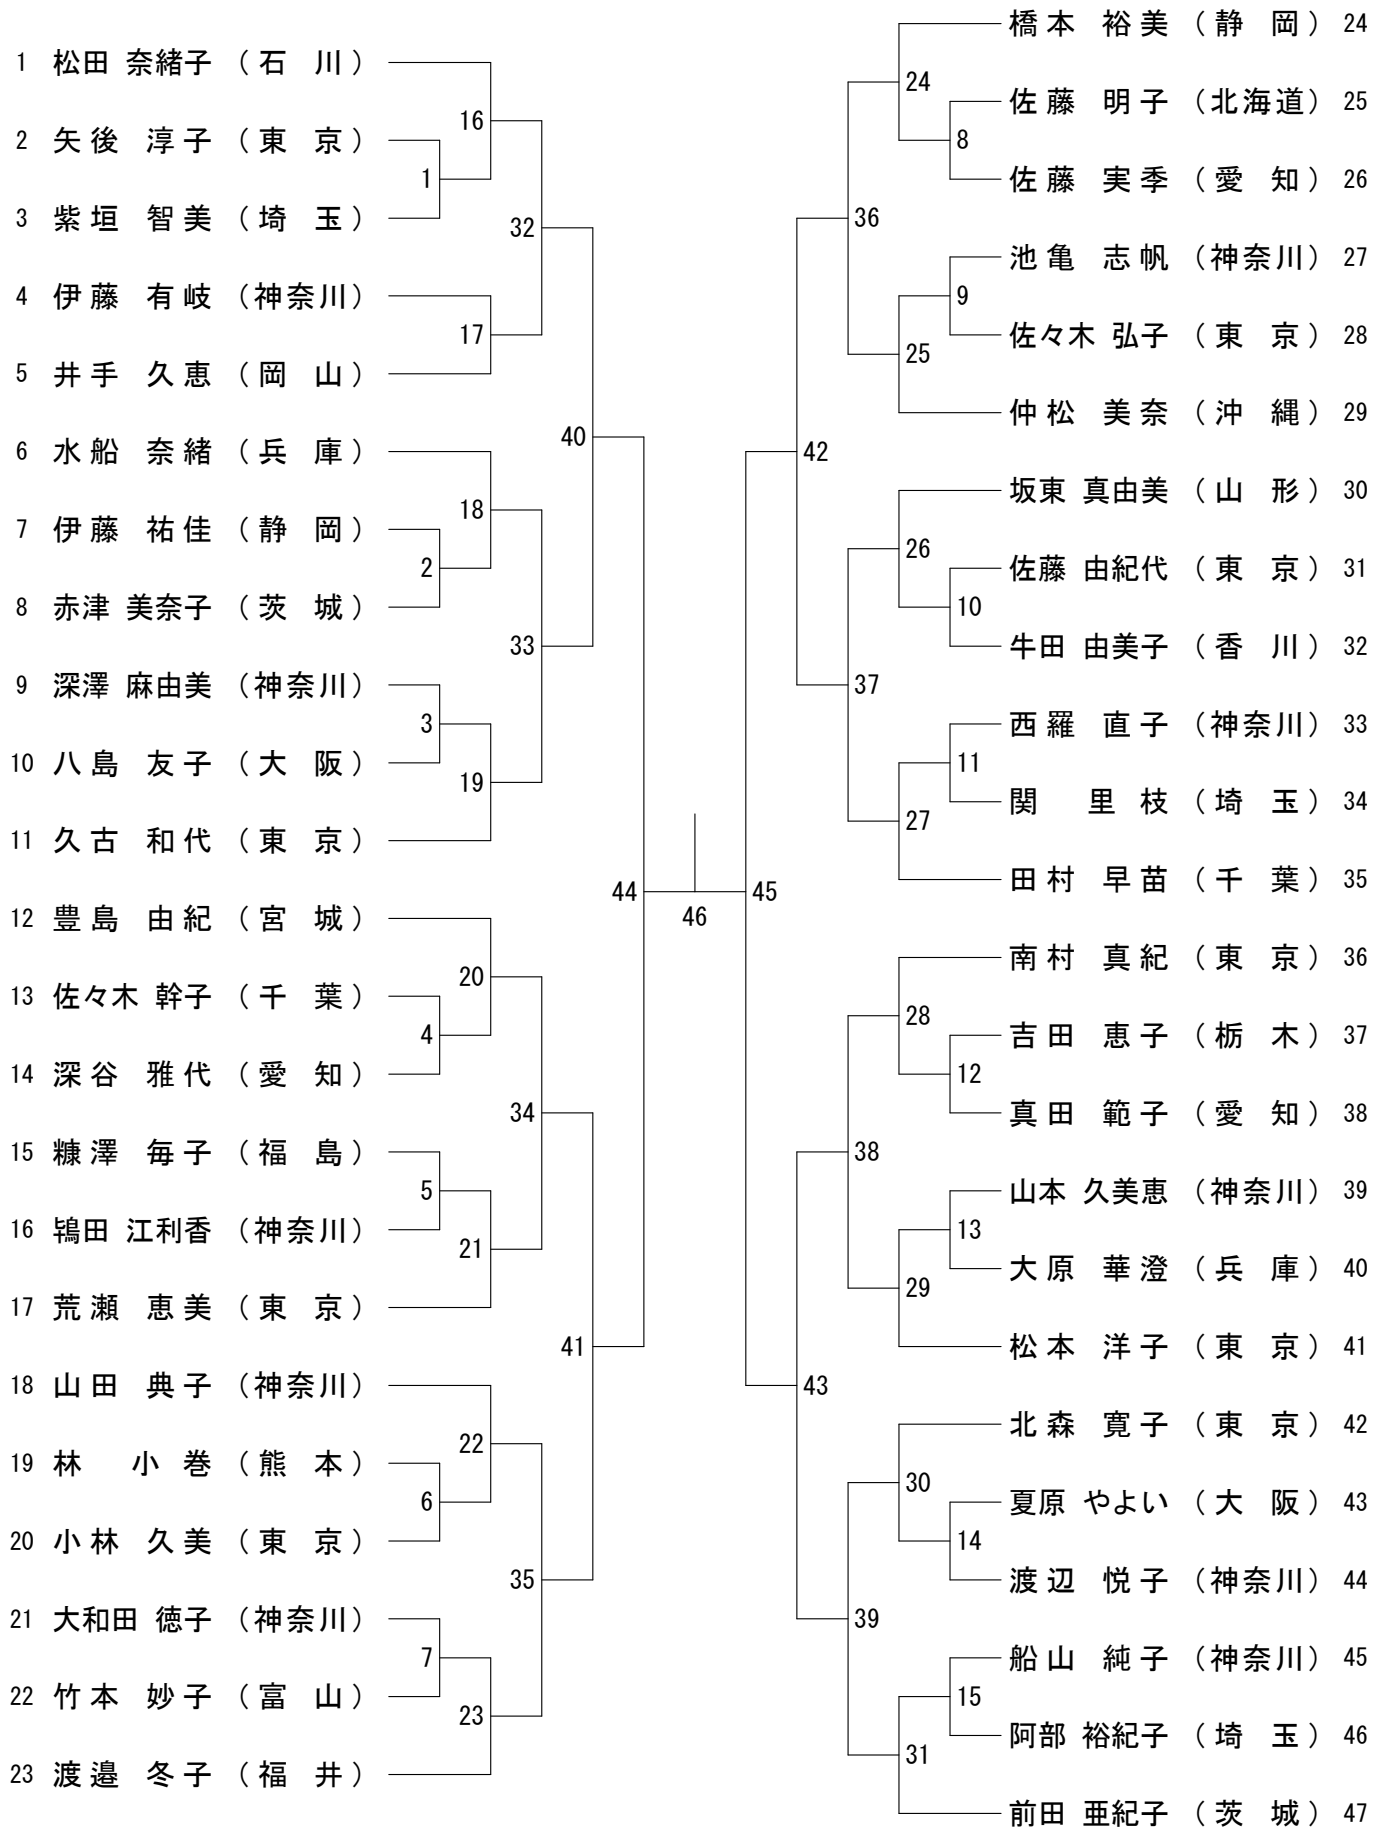 1 松田 奈緒子 （石 川）
2 矢後 淳子 （東 京）
3 紫垣 智美 （埼 玉）
4 伊藤 有岐 （神奈川）
5 井手 久恵 （岡 山）
6 水船 奈緒 （兵 庫）
7 伊藤 祐佳 （静 岡）
8 赤津 美奈子 （茨 城）
9 深澤 麻由美 （神奈川）
10 八島 友子 （大 阪）
11 久古 和代 （東 京）
12 豊島 由紀 （宮 城）
13 佐々木 幹子 （千 葉）
14 深谷 雅代 （愛 知）
15 糠澤 毎子 （福 島）
16 鴇田 江利香 （神奈川）
17 荒瀬 恵美 （東 京）
18 山田 典子 （神奈川）
19 林 小巻 （熊 本）
20 小林 久美 （東 京）
21 大和田 徳子 （神奈川）
22 竹本 妙子 （富 山）
23 渡邉 冬子 （福 井）
1
2
3
4
5
6
7
16
17
18
19
20
21
22
23
32
33
34
35
40
41
44
46
45
42
43
36
37
38
39
24
25
26
27
28
29
30
31
8
9
10
11
12
13
14
15
橋本 裕美 （静 岡） 24
佐藤 明子 （北海道） 25
佐藤 実季 （愛 知） 26
池亀 志帆 （神奈川） 27
佐々木 弘子 （東 京） 28
仲松 美奈 （沖 縄） 29
坂東 真由美 （山 形） 30
佐藤 由紀代 （東 京） 31
牛田 由美子 （香 川） 32
西羅 直子 （神奈川） 33
関 里枝 （埼 玉） 34
田村 早苗 （千 葉） 35
南村 真紀 （東 京） 36
吉田 恵子 （栃 木） 37
真田 範子 （愛 知） 38
山本 久美恵 （神奈川） 39
大原 華澄 （兵 庫） 40
松本 洋子 （東 京） 41
北森 寛子 （東 京） 42
夏原 やよい （大 阪） 43
渡辺 悦子 （神奈川） 44
船山 純子 （神奈川） 45
阿部 裕紀子 （埼 玉） 46
前田 亜紀子 （茨 城） 47